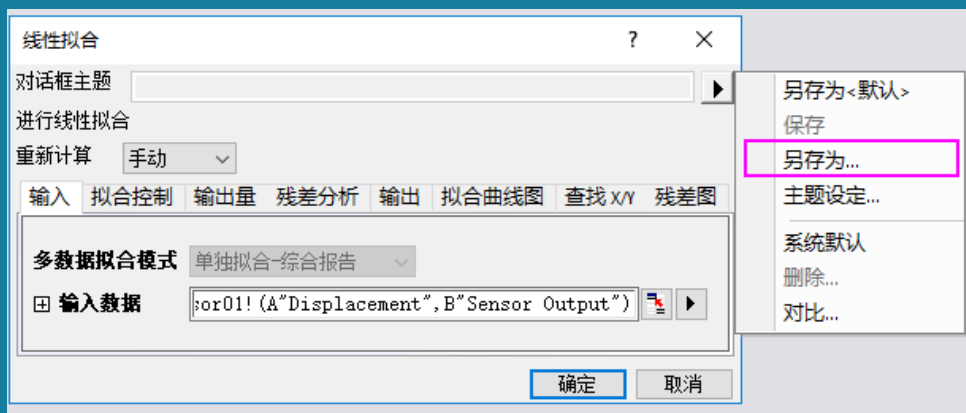 线性拟合 ?
对话框主题
进行线性拟合
重新计算 手动
输入 拟合控制 输出量 残差分析 输出 拟合曲线图 查找 X/Y 残差图
多数据拟合模式 单独拟合-综合报告
输入数据 sor01!(A"Displacement",B"Sensor Output")
确定 取消
另存为<默认>
保存
另存为...
主题设定...
系统默认
删除...
对比...